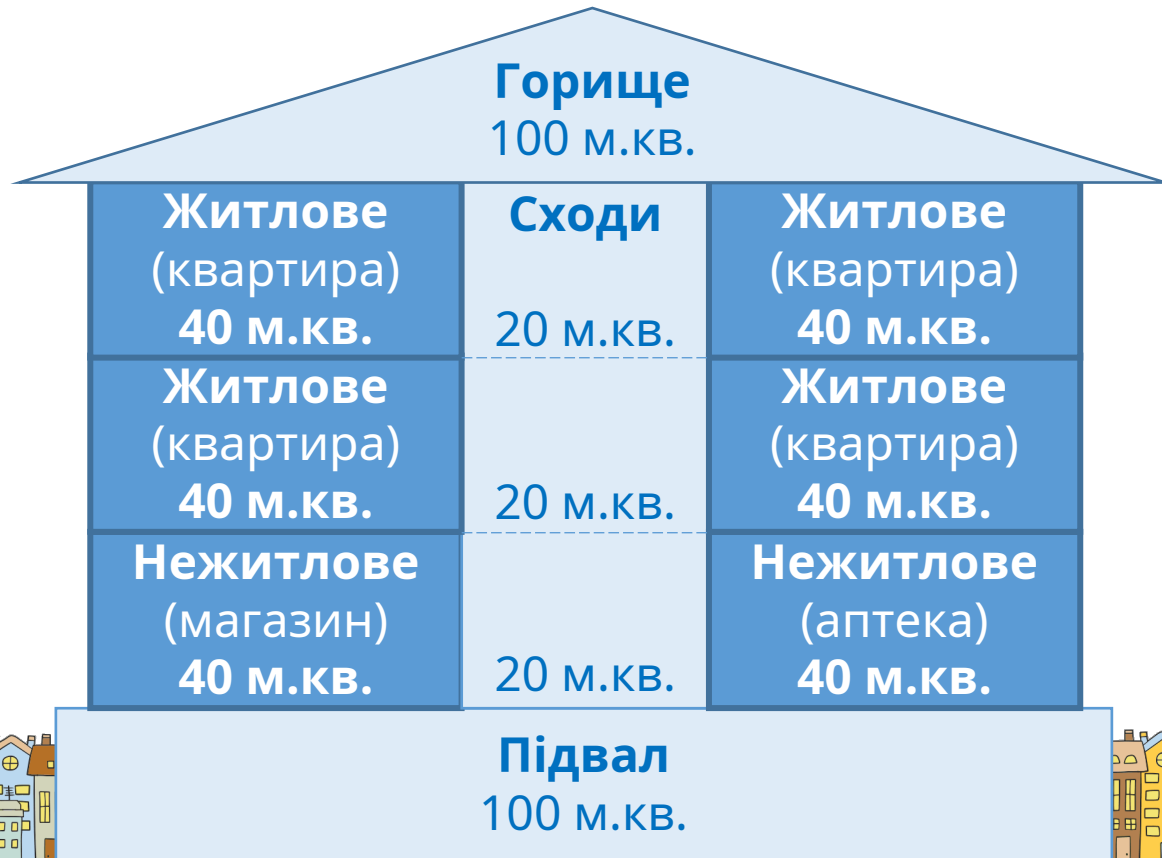 Горище
100 м.кв.
Житлове
(квартира)
40 м.кв.
Сходи
20 м.кв.
Житлове
(квартира)
40 м.кв.
Житлове
(квартира)
40 м.кв.
20 м.кв.
Житлове
(квартира)
40 м.кв.
Нежитлове
(магазин)
40 м.кв.
20 м.кв.
Нежитлове
(аптека)
40 м.кв.
Підвал
100 м.кв.